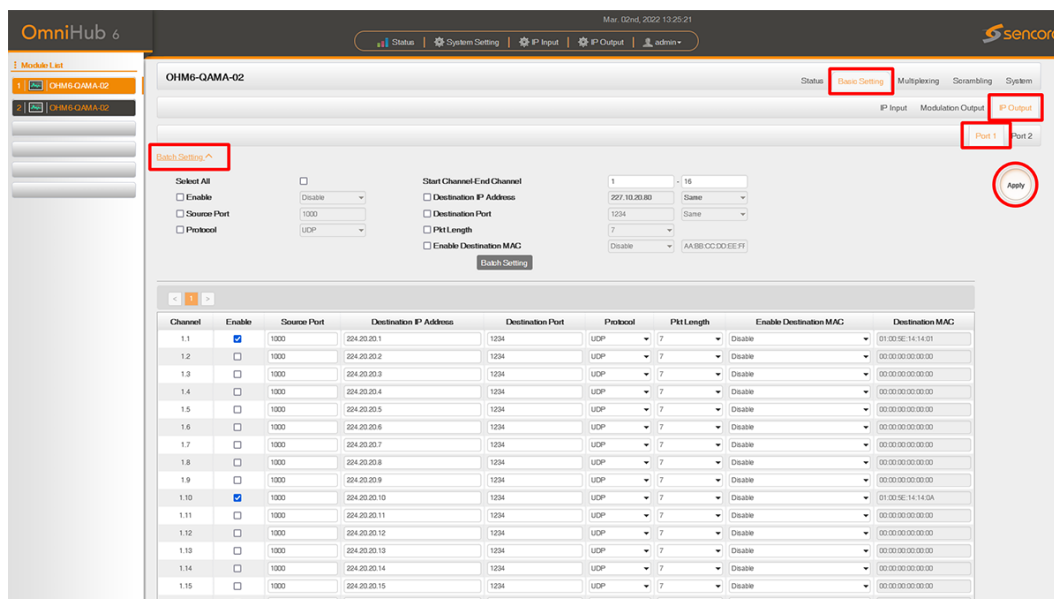 OmniHub 6
Mar. 02nd, 2022 13:25:21
Status | System Setting | IP Input | IP Output | admin
sencore
Module List
1 OHM6-QAMA-02
2 OHM6-QAMA-02
OHM6-QAMA-02
Status Basic Setting Multiplexing Scrambling System
IP Input Modulation Output IP Output
Port 1 Port 2
Batch Setting
Apply
Select All Start Channel-End Channel 1 - 16
Enable Disable Destination IP Address 227.10.20.80 Same
Source Port 1000 Destination Port 1234 Same
Protocol UDP Pkt Length 7
Enable Destination MAC Disable AA:BB:CC:DD:EE:FF
Batch Setting
< 1 >
Channel Enable Source Port Destination IP Address Destination Port Protocol Pkt Length Enable Destination MAC Destination MAC
1.1 1000 224.20.20.1 1234 UDP 7 Disable 01:00:5E:14:14:01
1.2 1000 224.20.20.2 1234 UDP 7 Disable 00:00:00:00:00:00
1.3 1000 224.20.20.3 1234 UDP 7 Disable 00:00:00:00:00:00
1.4 1000 224.20.20.4 1234 UDP 7 Disable 00:00:00:00:00:00
1.5 1000 224.20.20.5 1234 UDP 7 Disable 00:00:00:00:00:00
1.6 1000 224.20.20.6 1234 UDP 7 Disable 00:00:00:00:00:00
1.7 1000 224.20.20.7 1234 UDP 7 Disable 00:00:00:00:00:00
1.8 1000 224.20.20.8 1234 UDP 7 Disable 00:00:00:00:00:00
1.9 1000 224.20.20.9 1234 UDP 7 Disable 00:00:00:00:00:00
1.10 1000 224.20.20.10 1234 UDP 7 Disable 01:00:5E:14:14:0A
1.11 1000 224.20.20.11 1234 UDP 7 Disable 00:00:00:00:00:00
1.12 1000 224.20.20.12 1234 UDP 7 Disable 00:00:00:00:00:00
1.13 1000 224.20.20.13 1234 UDP 7 Disable 00:00:00:00:00:00
1.14 1000 224.20.20.14 1234 UDP 7 Disable 00:00:00:00:00:00
1.15 1000 224.20.20.15 1234 UDP 7 Disable 00:00:00:00:00:00